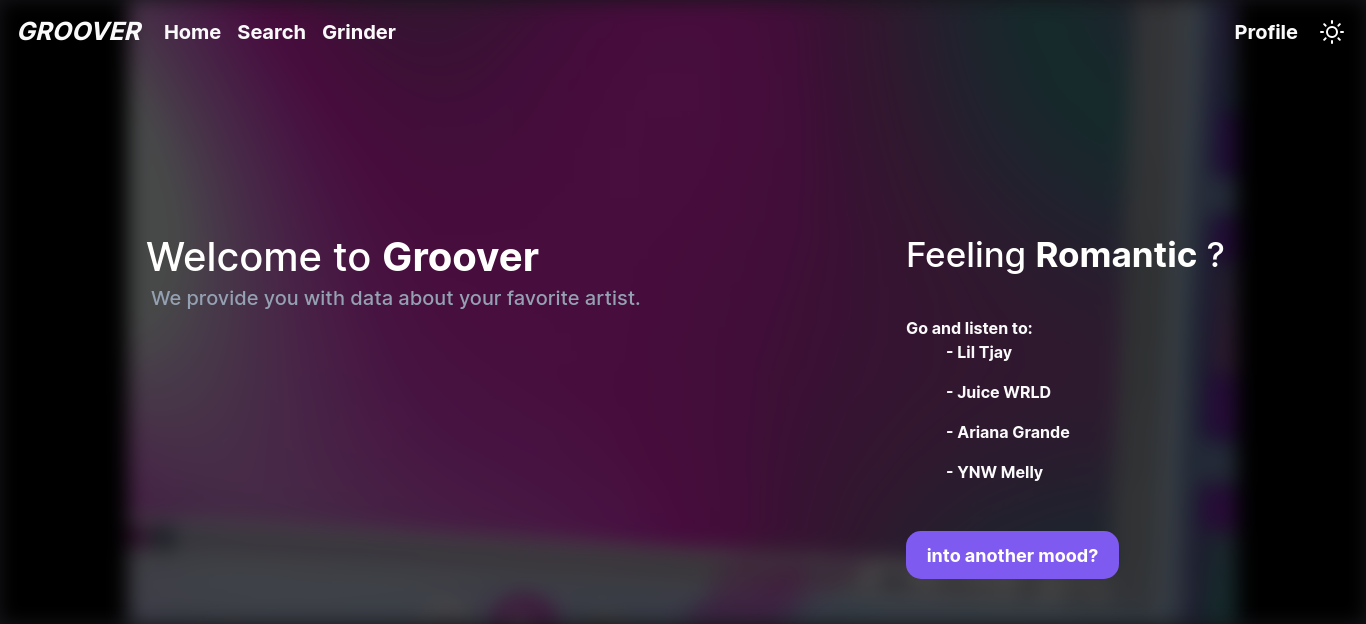 GROOVER Home Search Grinder Profile
Welcome to Groover
We provide you with data about your favorite artist.
Feeling Romantic ?
Go and listen to:
- Lil Tjay
- Juice WRLD
- Ariana Grande
- YNW Melly
into another mood?